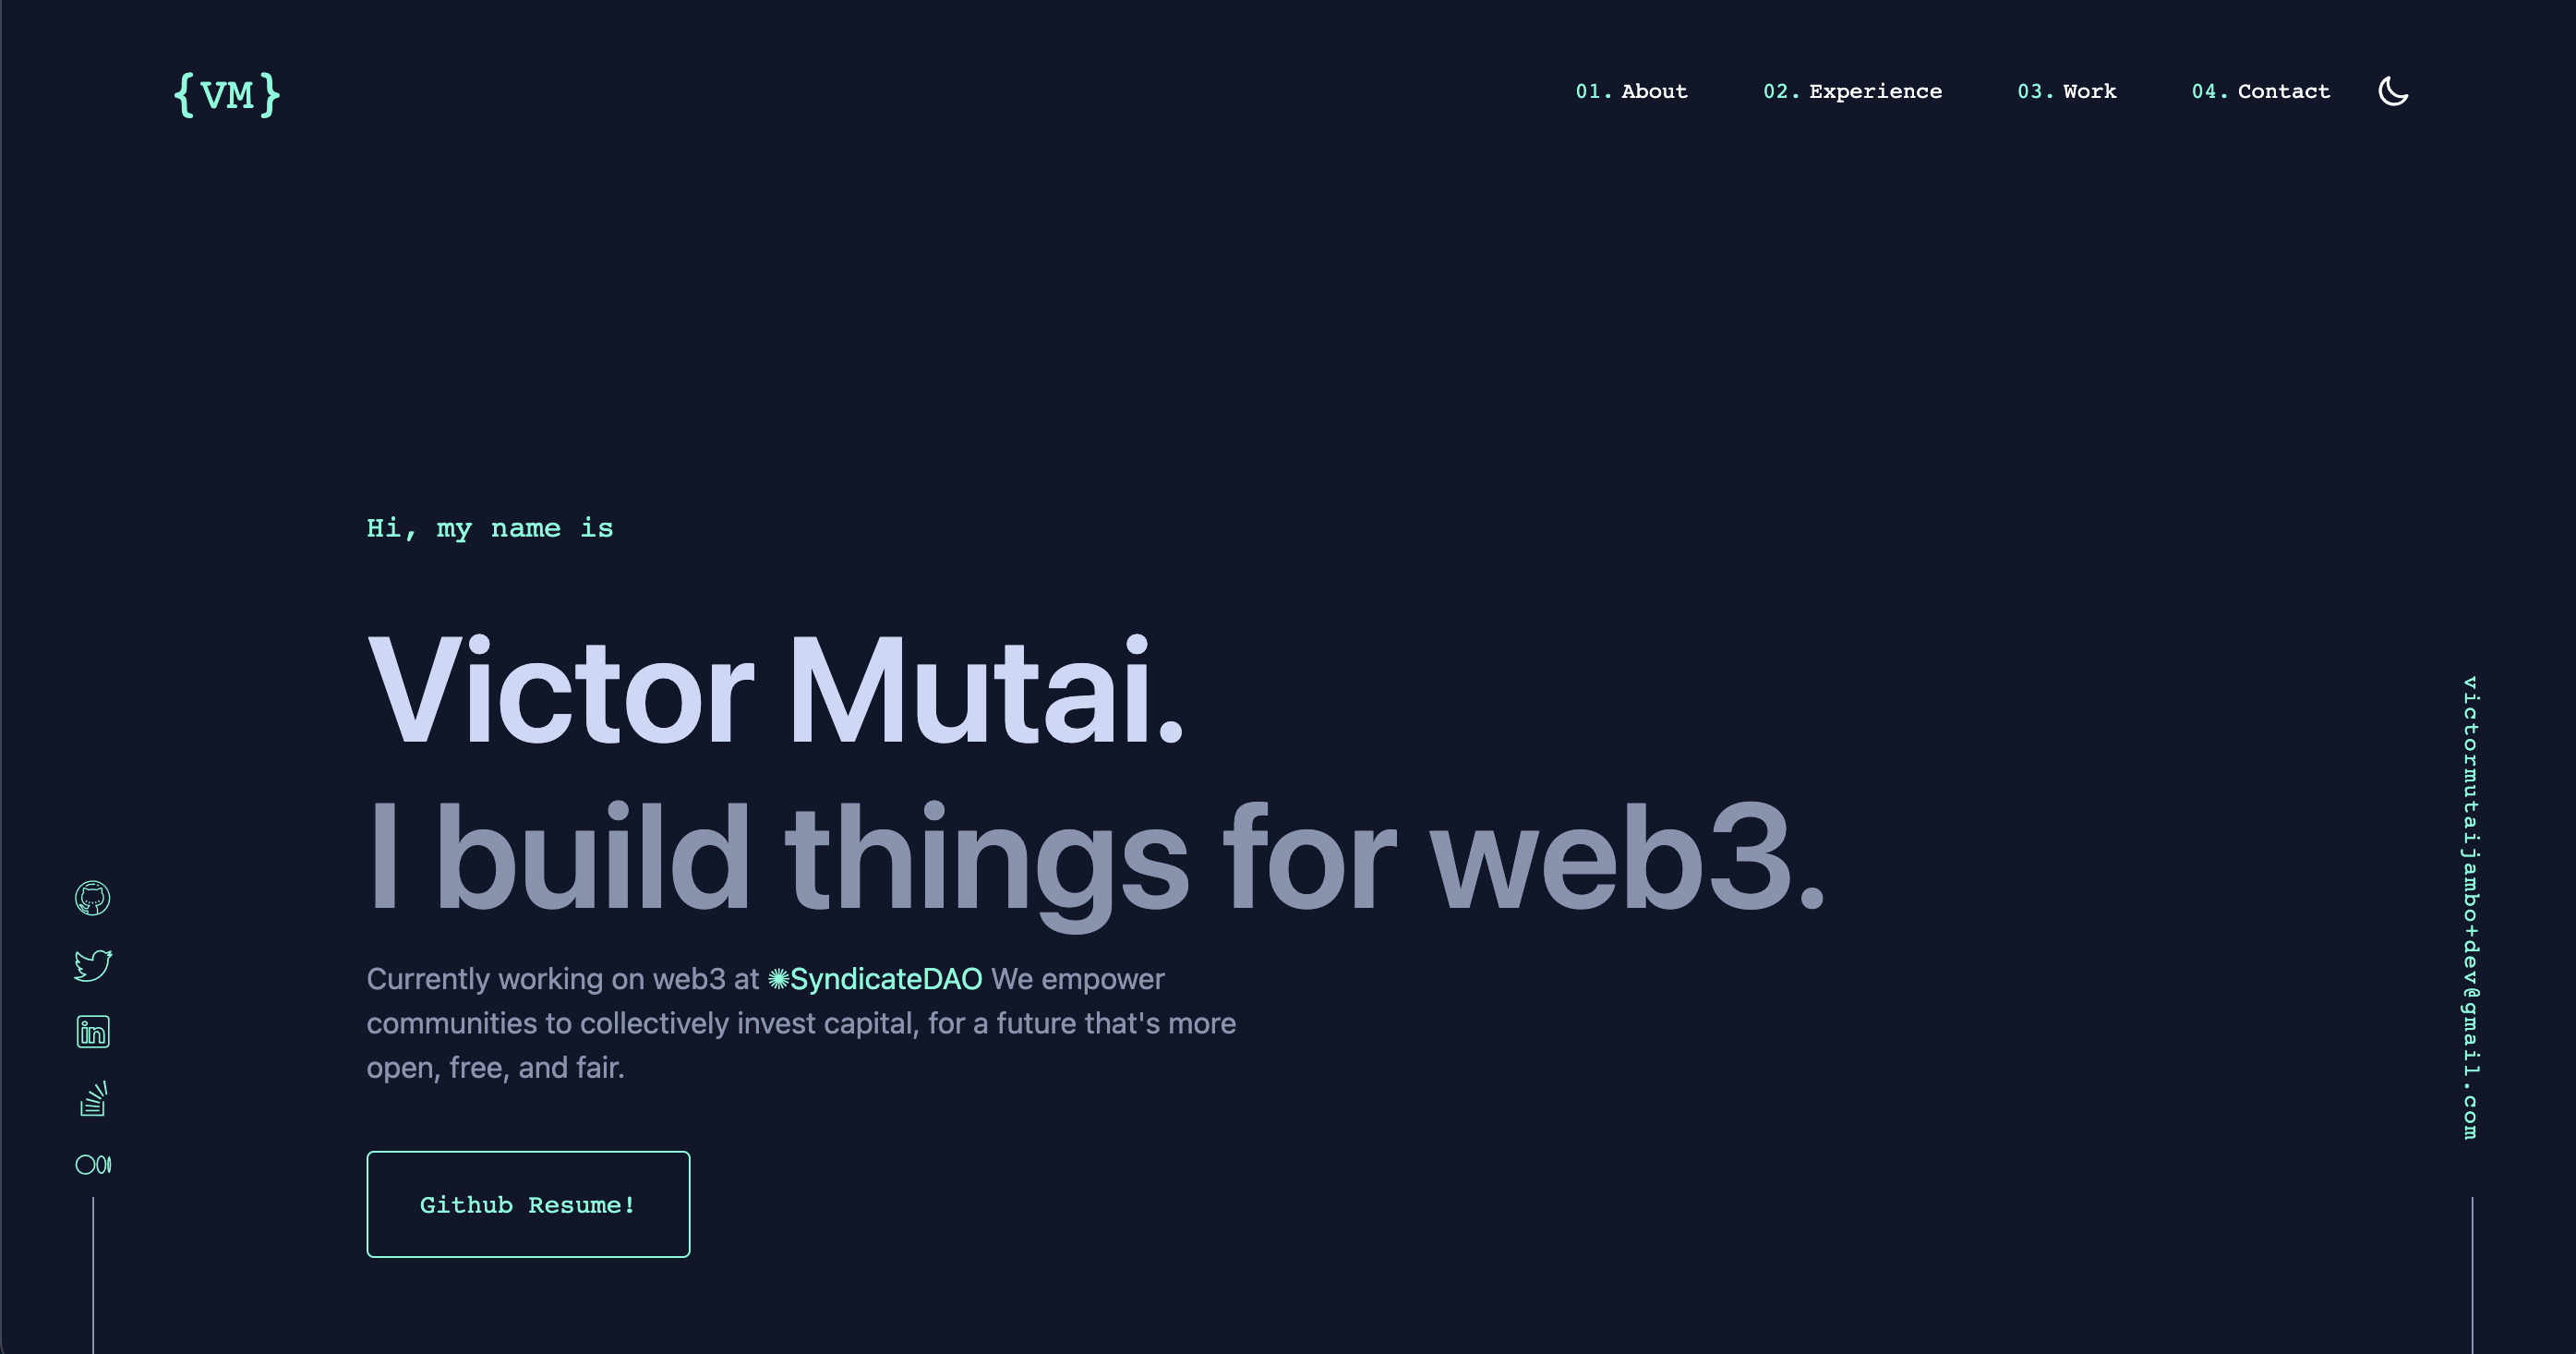 {VM}
01. About 02. Experience 03. Work 04. Contact
Hi, my name is
Victor Mutai.
I build things for web3.
Currently working on web3 at ✺SyndicateDAO We empower
communities to collectively invest capital, for a future that's more
open, free, and fair.
Github Resume!
in
victormutaijambo+dev@gmail.com